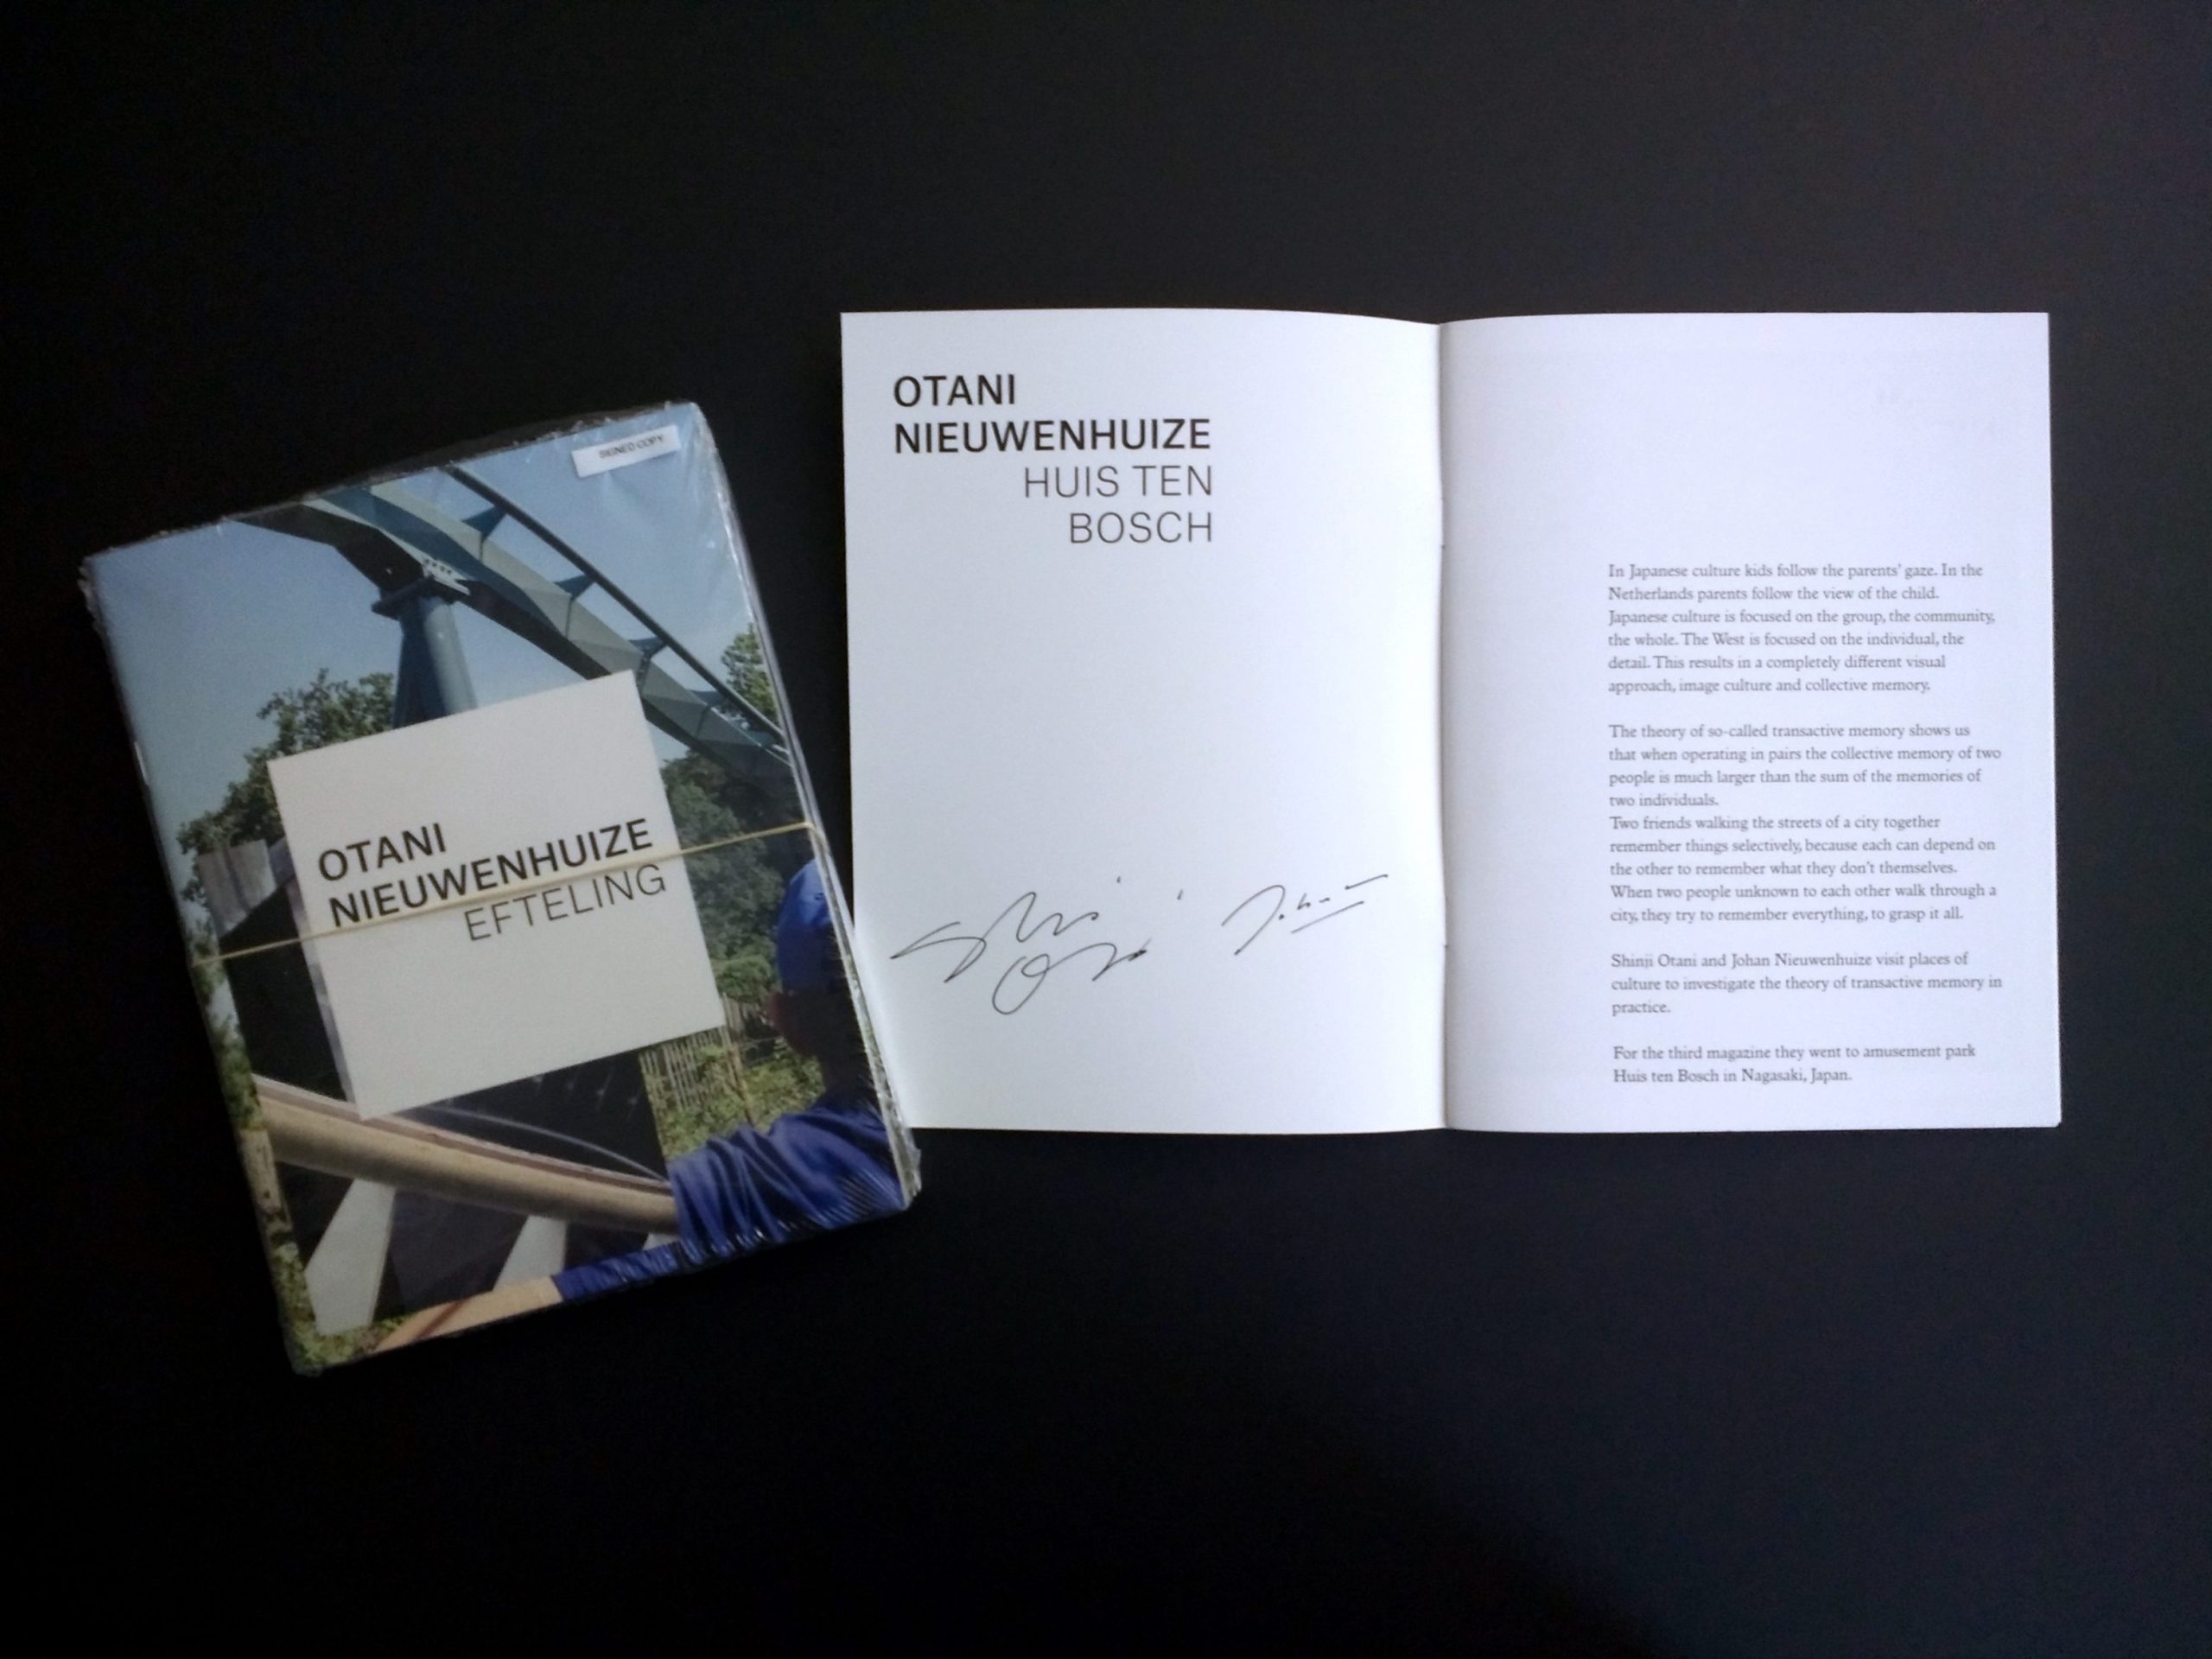 SIGNED COPY
OTANI
NIEUWENHUIZE
EFTELING
OTANI
NIEUWENHUIZE
HUIS TEN
BOSCH
Shinji
Otani
Johan
In Japanese culture kids follow the parents' gaze. In the
Netherlands parents follow the view of the child.
Japanese culture is focused on the group, the community,
the whole. The West is focused on the individual, the
detail. This results in a completely different visual
approach, image culture and collective memory.
The theory of so-called transactive memory shows us
that when operating in pairs the collective memory of two
people is much larger than the sum of the memories of
two individuals.
Two friends walking the streets of a city together
remember things selectively, because each can depend on
the other to remember what they don't themselves.
When two people unknown to each other walk through a
city, they try to remember everything, to grasp it all.
Shinji Otani and Johan Nieuwenhuize visit places of
culture to investigate the theory of transactive memory in
practice.
For the third magazine they went to amusement park
Huis ten Bosch in Nagasaki, Japan.